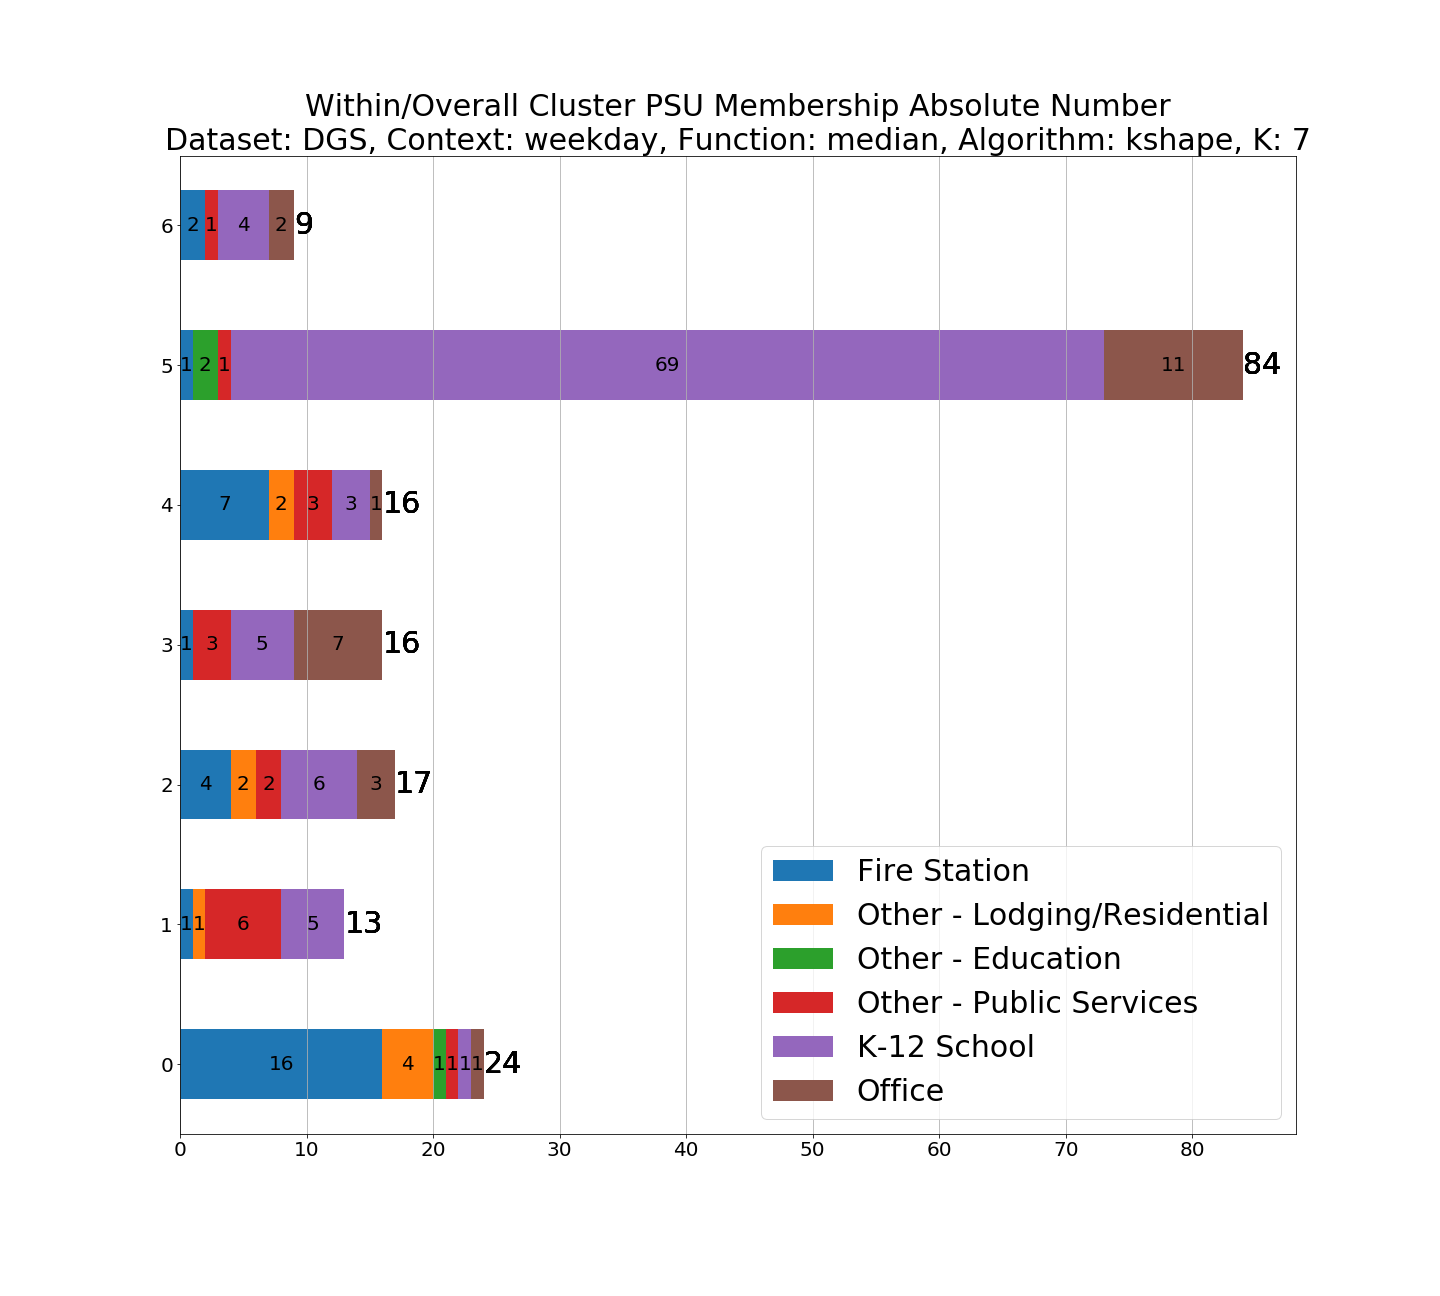 Within/Overall Cluster PSU Membership Absolute Number
Dataset: DGS, Context: weekday, Function: median, Algorithm: kshape, K: 7
6 2 1 4 2 9
5 1 2 1 69 11 84
4 7 2 3 3 1 16
3 1 3 5 7 16
2 4 2 2 6 3 17
1 1 1 6 5 13
0 16 4 1 1 1 1 24
Fire Station
Other - Lodging/Residential
Other - Education
Other - Public Services
K-12 School
Office
0 10 20 30 40 50 60 70 80